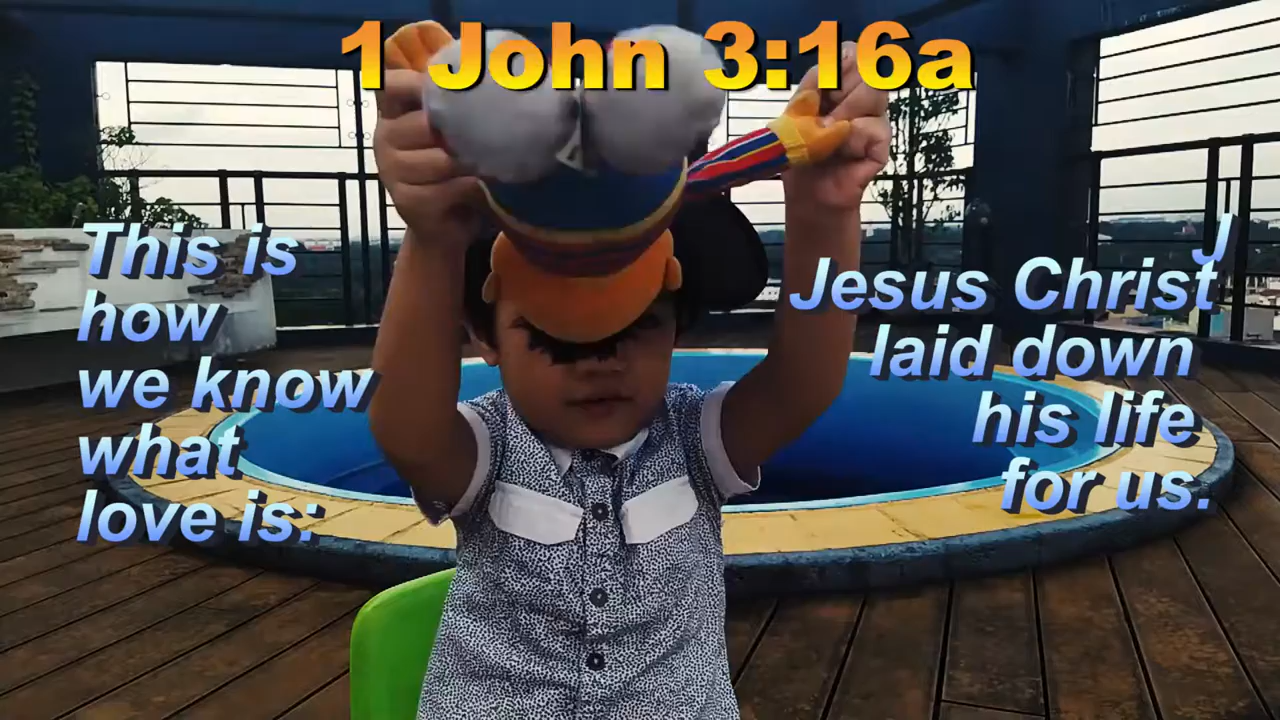 1 John 3:16a
This is
how
we know
what
love is:
J
Jesus Christ
laid down
his life
for us.